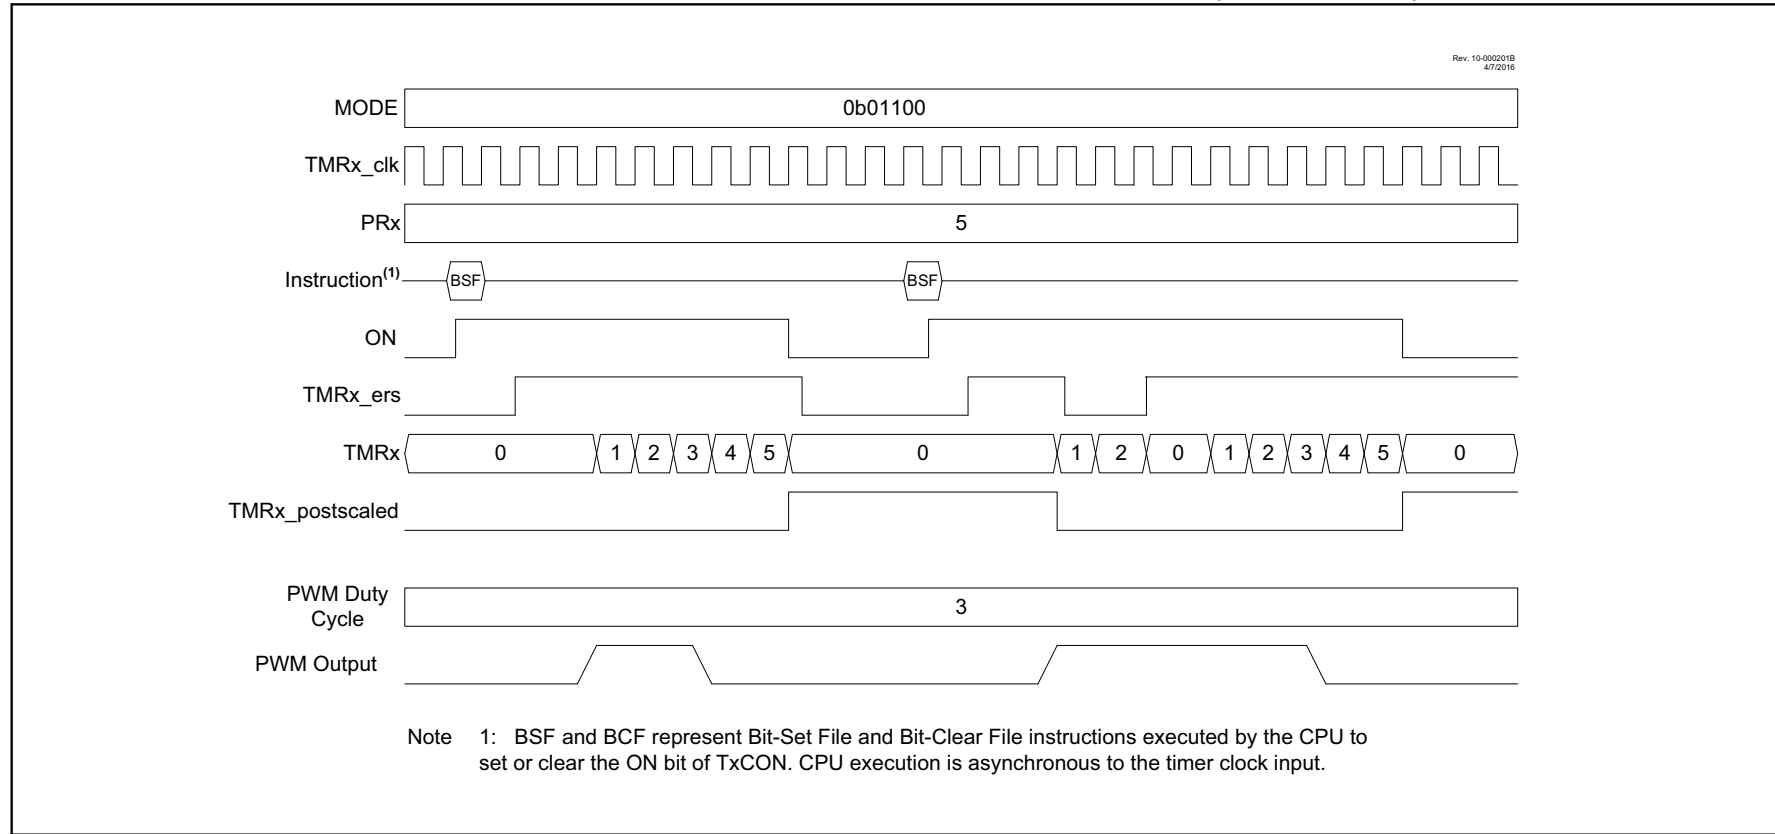 Rev. 10-000201B
4/7/2016
MODE 0b01100
TMRx_clk
PRx 5
Instruction(1) BSF BSF
ON
TMRx_ers
TMRx 0 1 2 3 4 5 0 1 2 0 1 2 3 4 5 0
TMRx_postscaled
PWM Duty
Cycle 3
PWM Output
Note 1: BSF and BCF represent Bit-Set File and Bit-Clear File instructions executed by the CPU to
set or clear the ON bit of TxCON. CPU execution is asynchronous to the timer clock input.